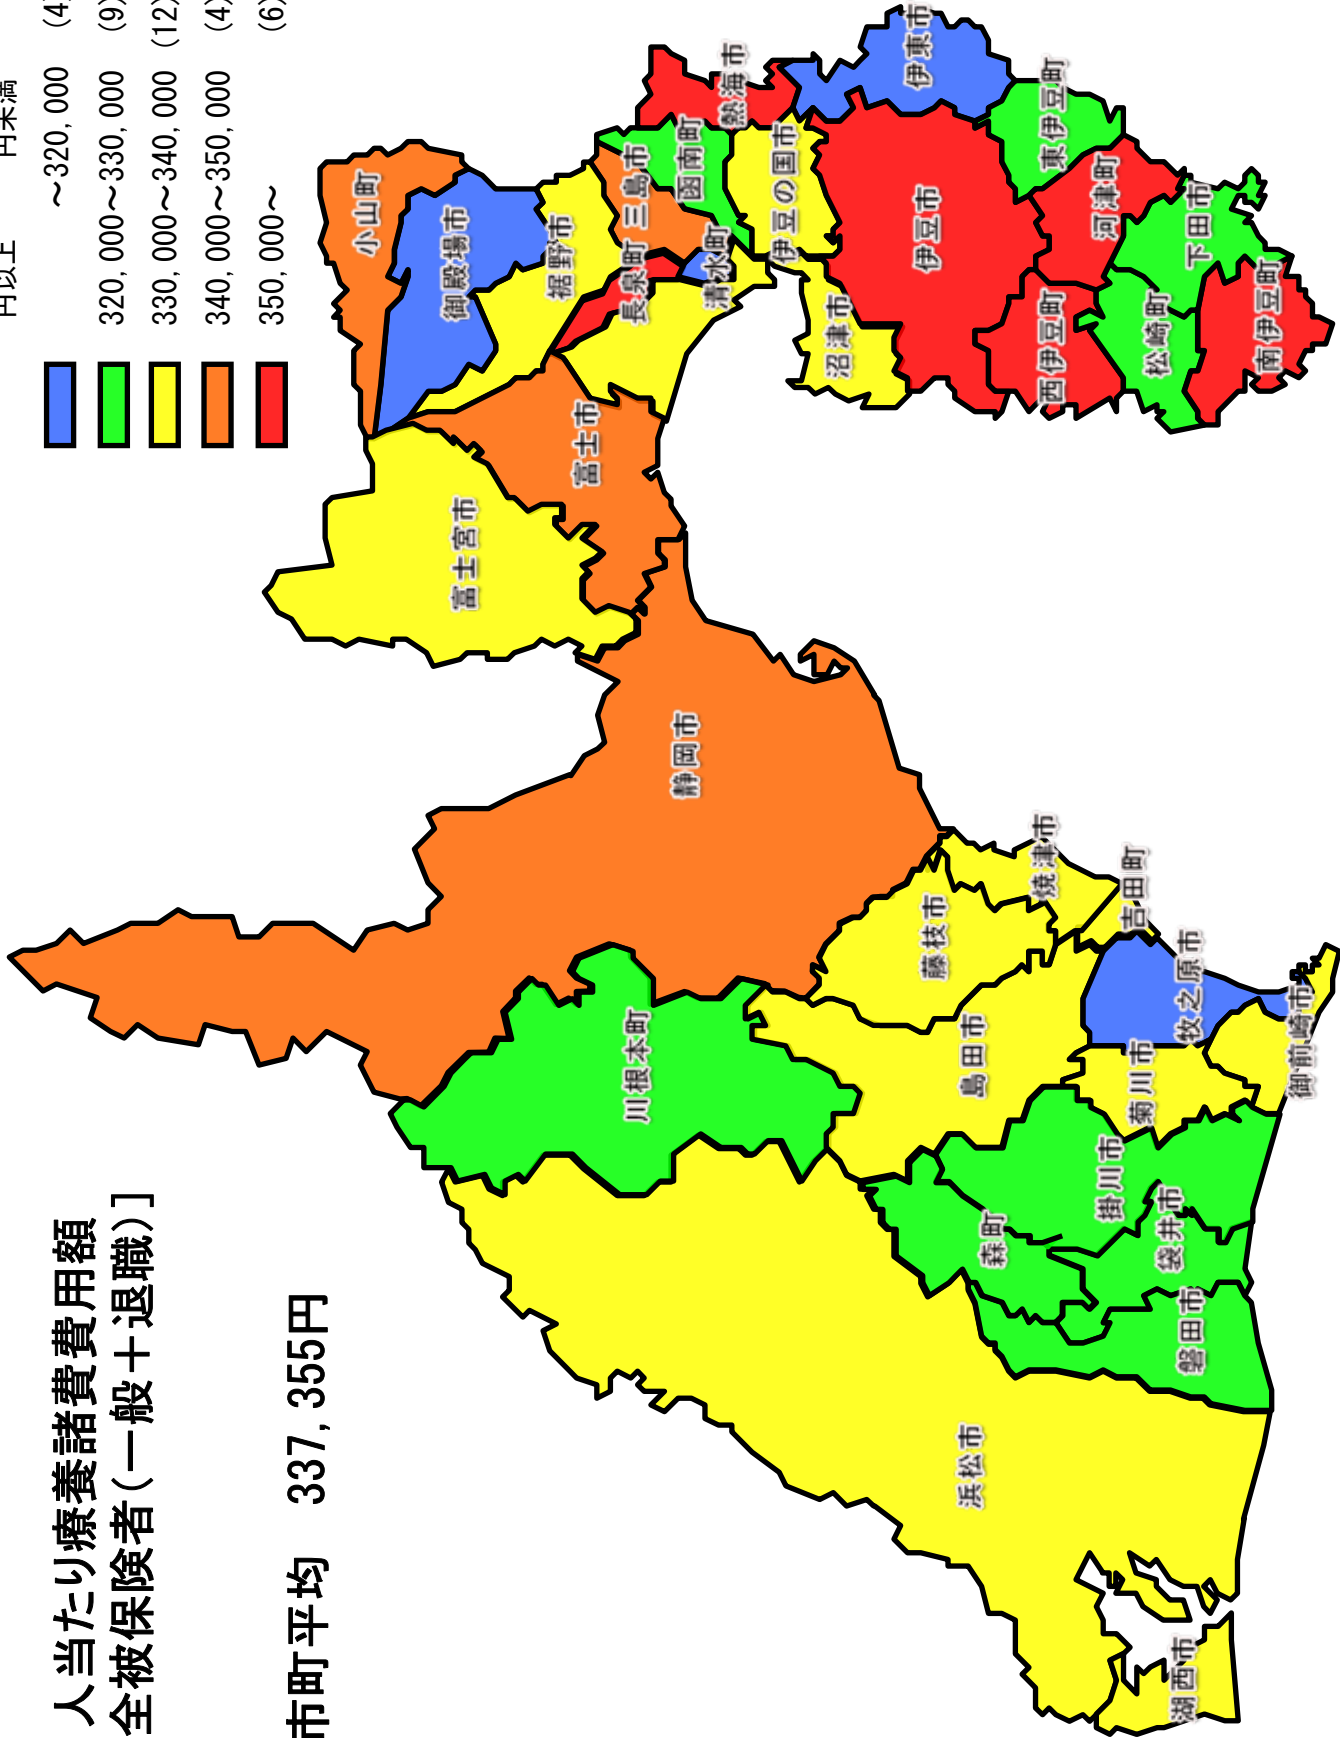 人当たり療養諸費費用額
全被保険者(一般+退職)]
市町平均 337,355円
円以上 円未満
～320,000 (4)
320,000～330,000 (9)
330,000～340,000 (12)
340,000～350,000 (4)
350,000～ (6)
小山町
御殿場市
裾野市
長泉町
三島市
函南町
熱海市
清水町
伊豆の国市
沼津市
伊東市
伊豆市
東伊豆町
河津町
西伊豆町
松崎町
下田市
南伊豆町
富士市
富士宮市
静岡市
焼津市
藤枝市
吉田町
牧之原市
御前崎市
島田市
菊川市
川根本町
掛川市
森町
袋井市
磐田市
浜松市
湖西市